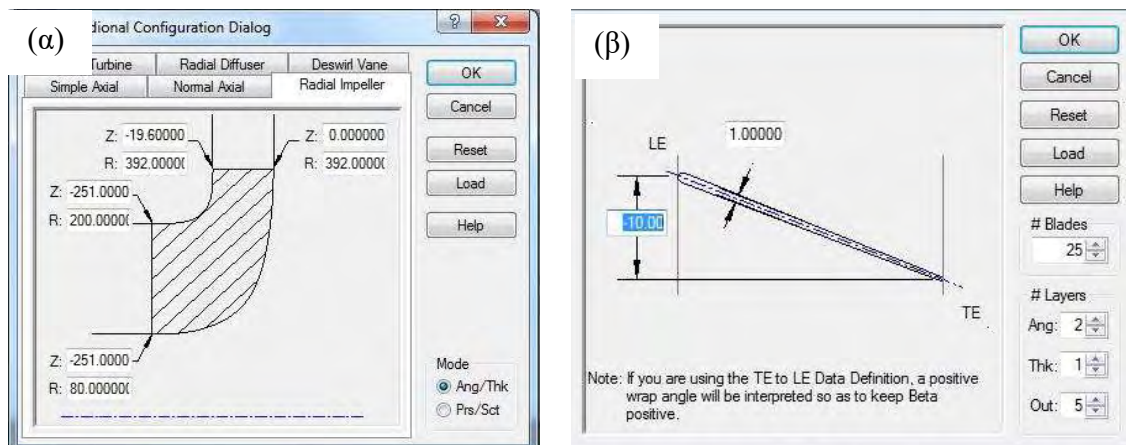 (α)
dional Configuration Dialog
Turbine Radial Diffuser Deswirl Vane
Simple Axial Normal Axial Radial Impeller
Z: -19.60000 Z: 0.000000
R: 392.0000( R: 392.0000(
Z: -251.0000
R: 200.00000(
Z: -251.0000
R: 80.000000(
OK
Cancel
Reset
Load
Help
Mode
Ang/Thk
Prs/Sct
(β)
LE
1.00000
-10.00
TE
Note: If you are using the TE to LE Data Definition, a positive
wrap angle will be interpreted so as to keep Beta
positive.
OK
Cancel
Reset
Load
Help
# Blades
25
# Layers
Ang: 2
Thk: 1
Out: 5